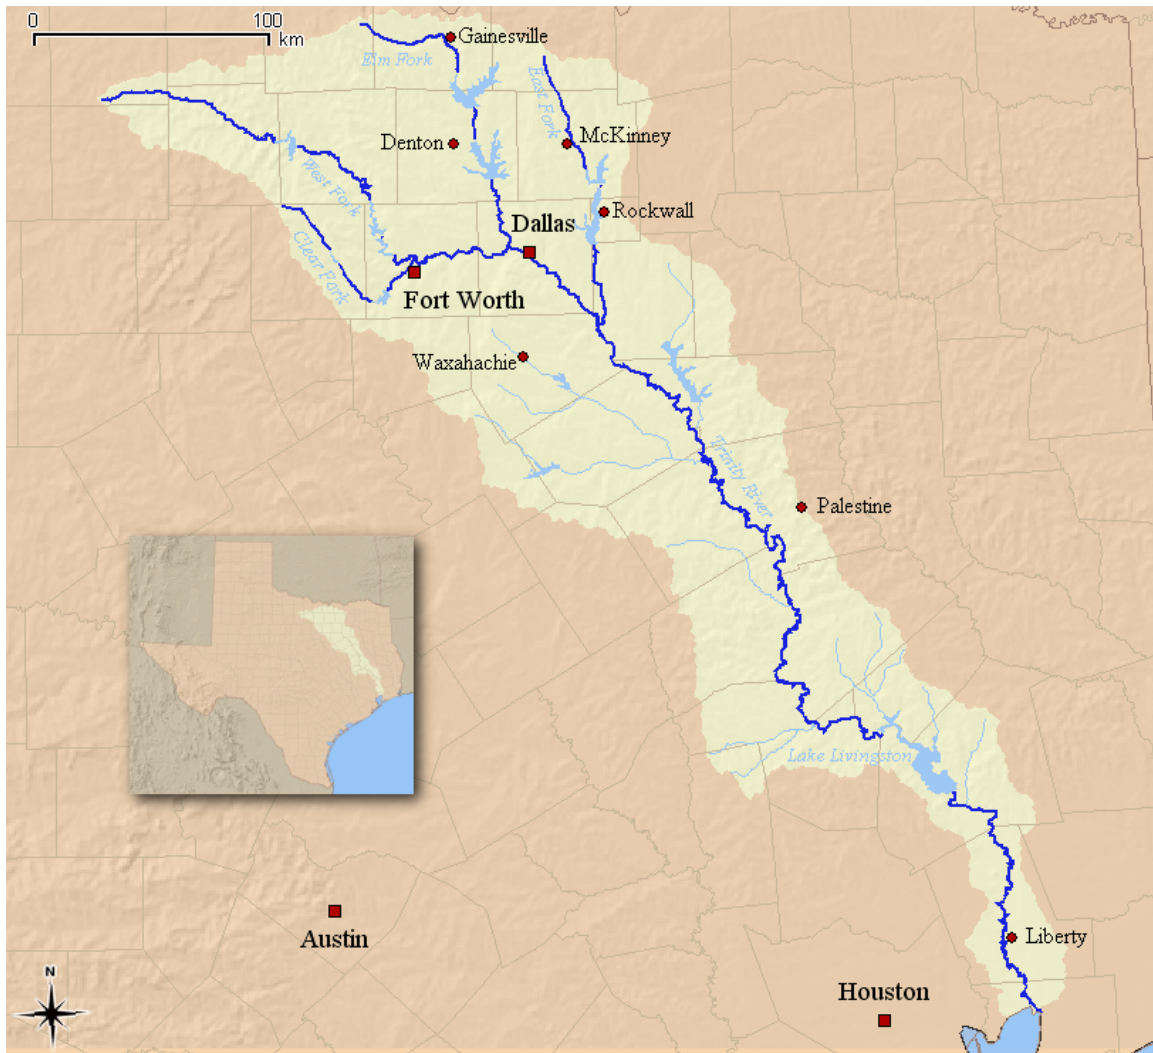 0 100
km
Gainesville
Elm Fork
East Fork
Denton
McKinney
West Fork
Rockwall
Dallas
Clear Fork
Fort Worth
Waxahachie
Trinity River
Palestine
Lake Livingston
Austin
Liberty
N
Houston